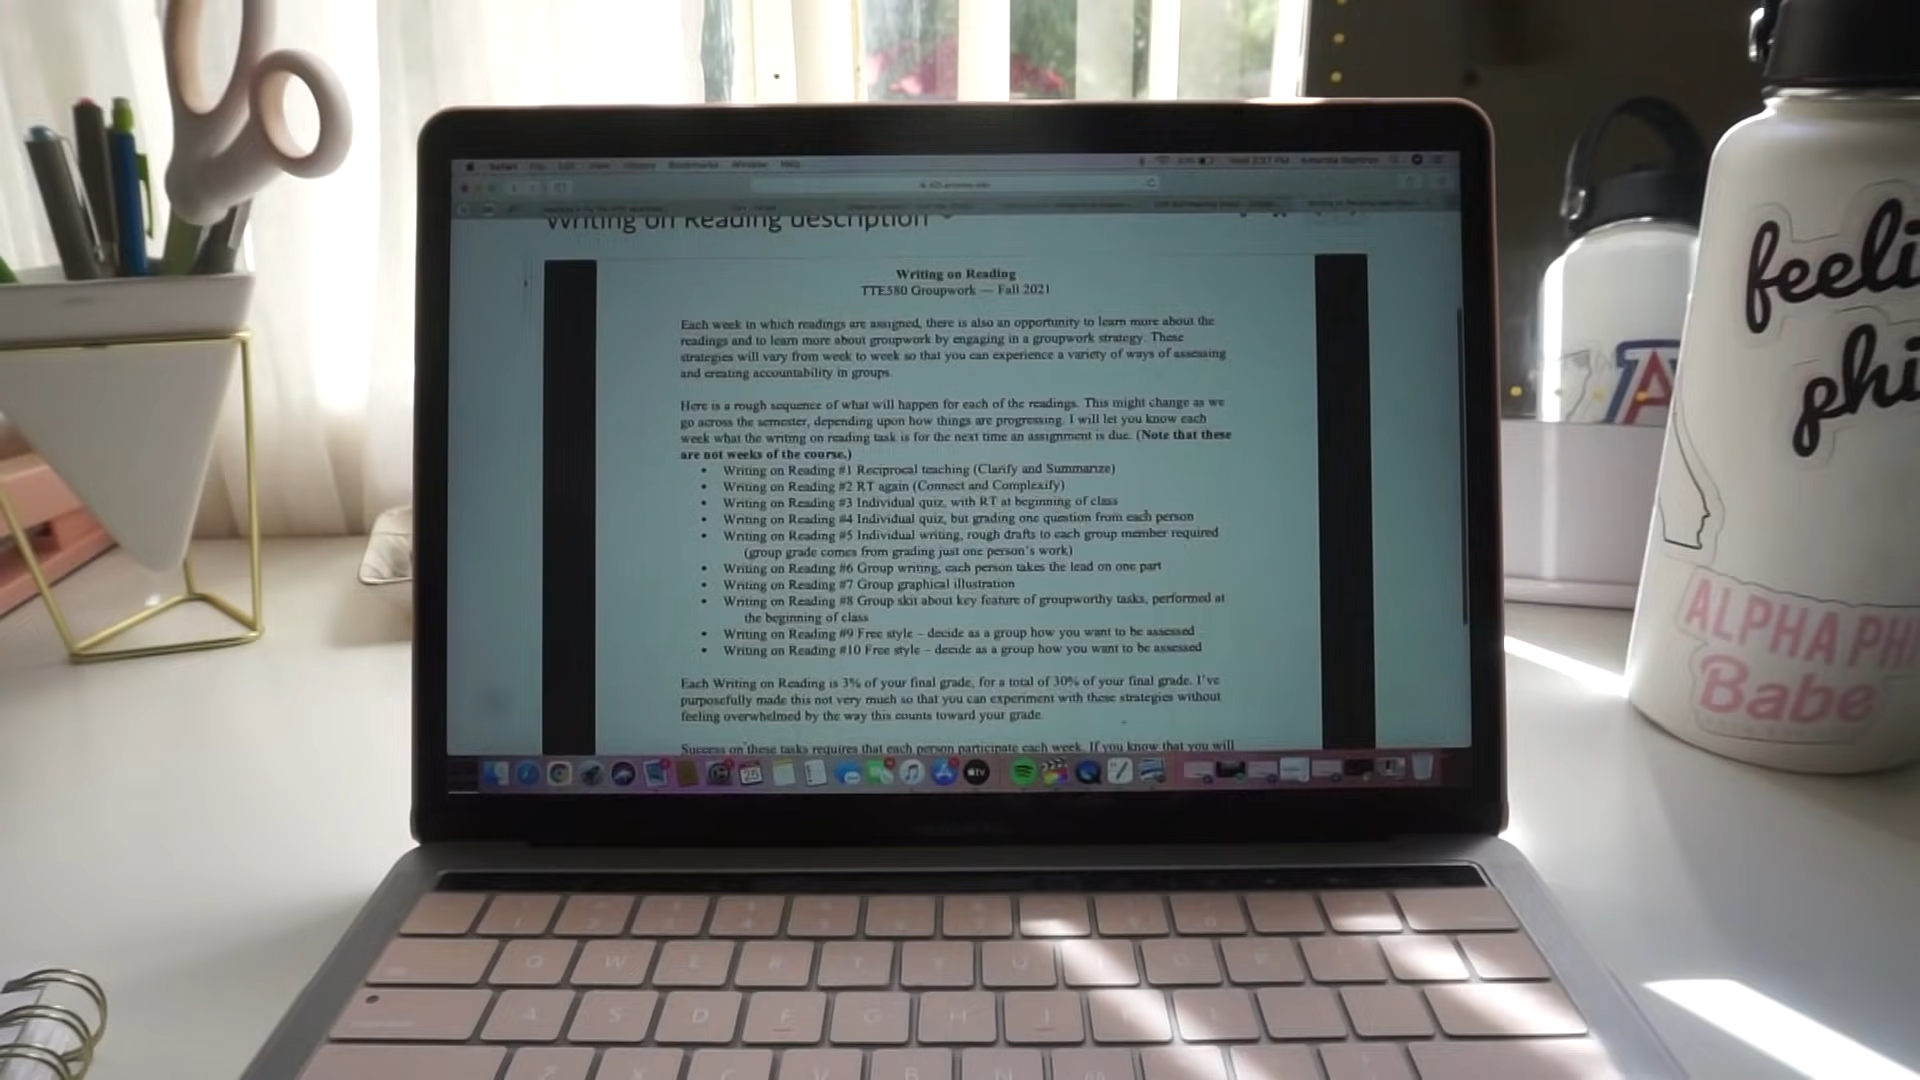 Safari File Edit View History Bookmarks Window Help
Writing on Reading description
Writing on Reading
TTE580 Groupwork — Fall 2021
Each week in which readings are assigned, there is also an opportunity to learn more about the
readings and to learn more about groupwork by engaging in a groupwork strategy. These
strategies will vary from week to week so that you can experience a variety of ways of assessing
and creating accountability in groups.
Here is a rough sequence of what will happen for each of the readings. This might change as we
go across the semester, depending upon how things are progressing. I will let you know each
week what the writing on reading task is for the next time an assignment is due. (Note that these
are not weeks of the course.)
• Writing on Reading #1 Reciprocal teaching (Clarify and Summarize)
• Writing on Reading #2 RT again (Connect and Complexify)
• Writing on Reading #3 Individual quiz, with RT at beginning of class
• Writing on Reading #4 Individual quiz, but grading one question from each person
• Writing on Reading #5 Individual writing, rough drafts to each group member required
(group grade comes from grading just one person's work)
• Writing on Reading #6 Group writing, each person takes the lead on one part
• Writing on Reading #7 Group graphical illustration
• Writing on Reading #8 Group skit about key feature of groupworthy tasks, performed at
the beginning of class
• Writing on Reading #9 Free style – decide as a group how you want to be assessed
• Writing on Reading #10 Free style – decide as a group how you want to be assessed
Each Writing on Reading is 3% of your final grade, for a total of 30% of your final grade. I've
purposefully made this not very much so that you can experiment with these strategies without
feeling overwhelmed by the way this counts toward your grade.
Success on these tasks requires that each person participate each week. If you know that you will
25
tv
feeli
phi
A
ALPHA PHI
Babe
Q W E R T Y U
A S D F G H J
Z X C V B N